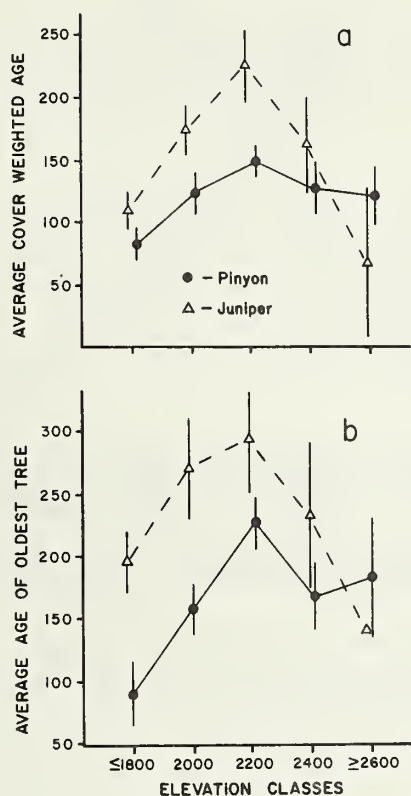 a
AVERAGE COVER WEIGHTED AGE
250
200
150
100
50
● - Pinyon
△ - Juniper
b
AVERAGE AGE OF OLDEST TREE
300
250
200
150
100
50
≤1800 2000 2200 2400 ≥2600
ELEVATION CLASSES